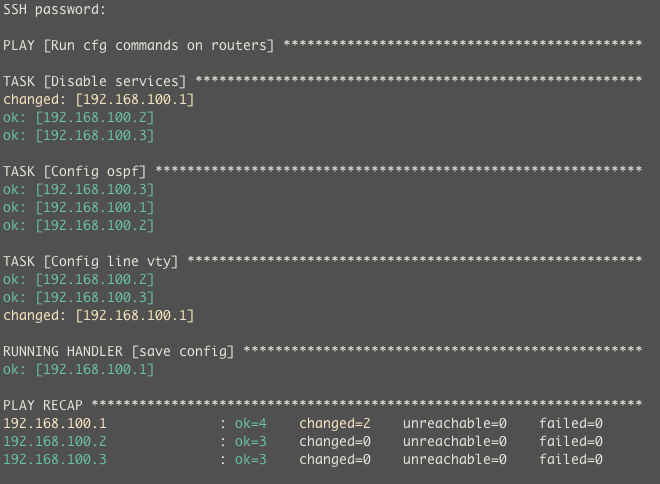 SSH password:
PLAY [Run cfg commands on routers] *********************************************
TASK [Disable services] ********************************************************
changed: [192.168.100.1]
ok: [192.168.100.2]
ok: [192.168.100.3]
TASK [Config ospf] *************************************************************
ok: [192.168.100.3]
ok: [192.168.100.1]
ok: [192.168.100.2]
TASK [Config line vty] *********************************************************
ok: [192.168.100.2]
ok: [192.168.100.3]
changed: [192.168.100.1]
RUNNING HANDLER [save config] **************************************************
ok: [192.168.100.1]
PLAY RECAP *********************************************************************
192.168.100.1 : ok=4 changed=2 unreachable=0 failed=0
192.168.100.2 : ok=3 changed=0 unreachable=0 failed=0
192.168.100.3 : ok=3 changed=0 unreachable=0 failed=0